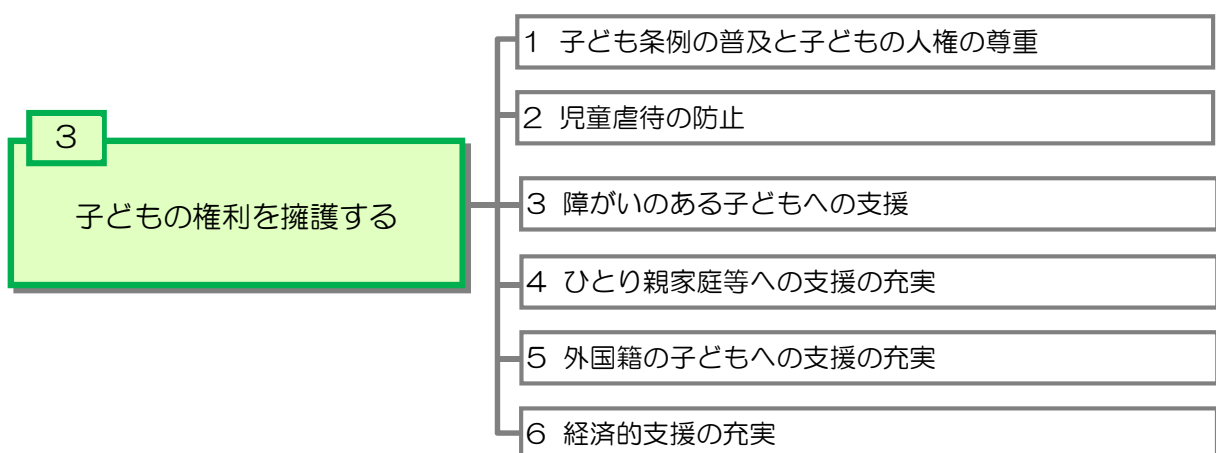 3
子どもの権利を擁護する
1 子ども条例の普及と子どもの人権の尊重
2 児童虐待の防止
3 障がいのある子どもへの支援
4 ひとり親家庭等への支援の充実
5 外国籍の子どもへの支援の充実
6 経済的支援の充実